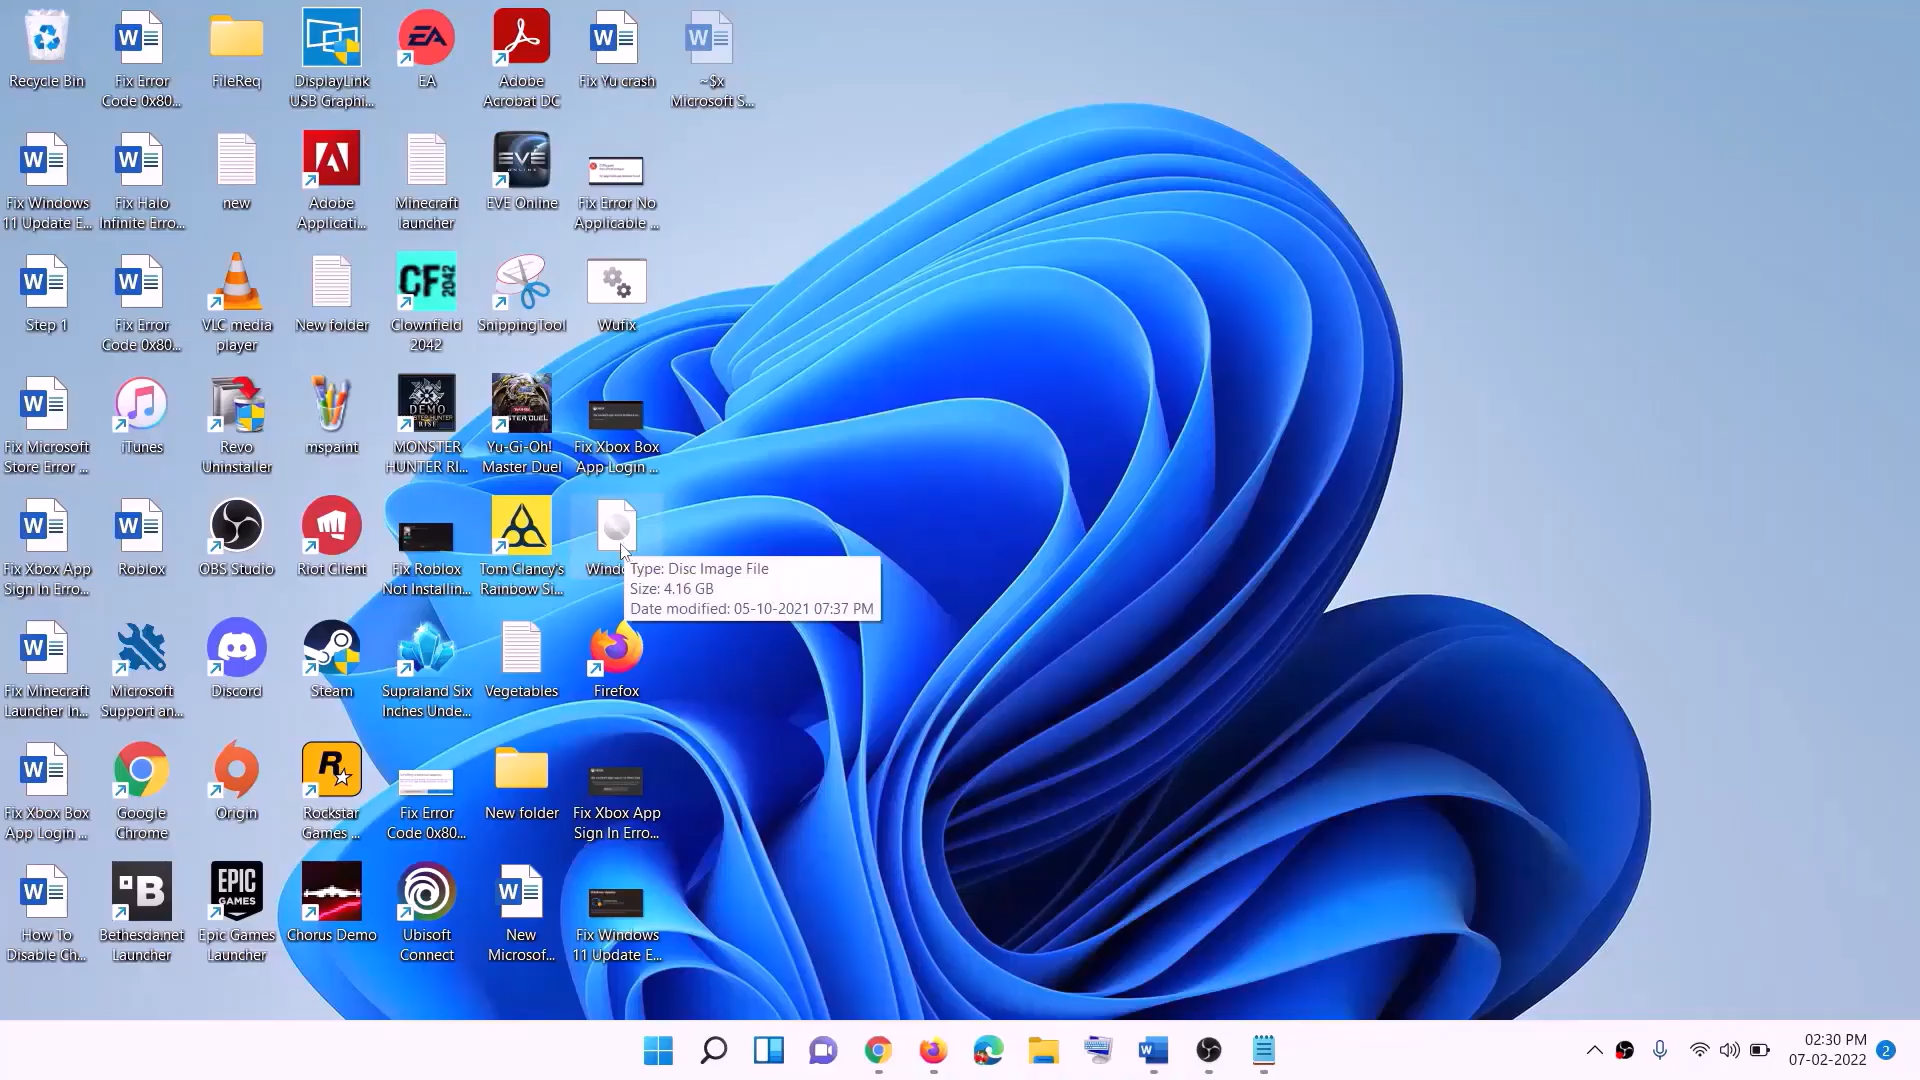 Recycle Bin
Fix Error
Code 0x80...
FileReq
DisplayLink
USB Graphi...
EA
Adobe
Acrobat DC
Fix Yu crash
~$x
Microsoft S...
Fix Windows
11 Update E...
Fix Halo
Infinite Erro...
new
Adobe
Applicati...
Minecraft
launcher
EVE
ONLINE
EVE Online
Fix Error No
Applicable ...
Step 1
Fix Error
Code 0x80...
VLC media
player
New folder
CF 2042
Clownfield
2042
SnippingTool
Wufix
Fix Microsoft
Store Error ...
iTunes
Revo
Uninstaller
mspaint
DEMO
MONSTER
HUNTER RI...
Yu-Gi-Oh!
Master Duel
Fix Xbox Box
App Login ...
Fix Xbox App
Sign In Erro...
Roblox
OBS Studio
Riot Client
Fix Roblox
Not Installin...
Tom Clancy's
Rainbow Si...
Type: Disc Image File
Size: 4.16 GB
Date modified: 05-10-2021 07:37 PM
Fix Minecraft
Launcher In...
Microsoft
Support an...
Discord
Steam
Supraland Six
Inches Unde...
Vegetables
Firefox
Fix Xbox Box
App Login ...
Google
Chrome
Origin
Rockstar
Games ...
Fix Error
Code 0x80...
New folder
Fix Xbox App
Sign In Erro...
How To
Disable Ch...
B
Bethesda.net
Launcher
EPIC
GAMES
Epic Games
Launcher
Chorus Demo
Ubisoft
Connect
New
Microsof...
Fix Windows
11 Update E...
02:30 PM
07-02-2022
2